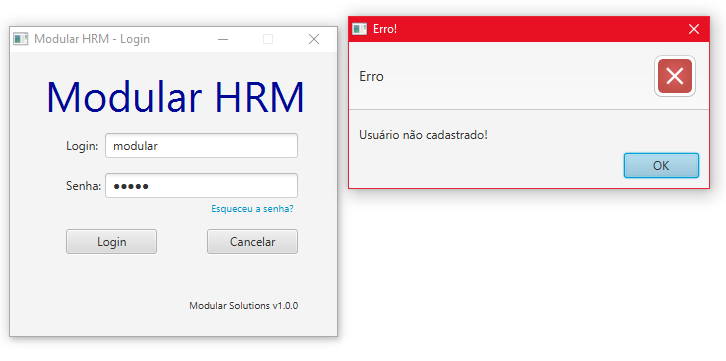 Modular HRM - Login
Modular HRM
Login: modular
Senha: ●●●●●
Esqueceu a senha?
Login Cancelar
Modular Solutions v1.0.0
Erro!
Erro
Usuário não cadastrado!
OK